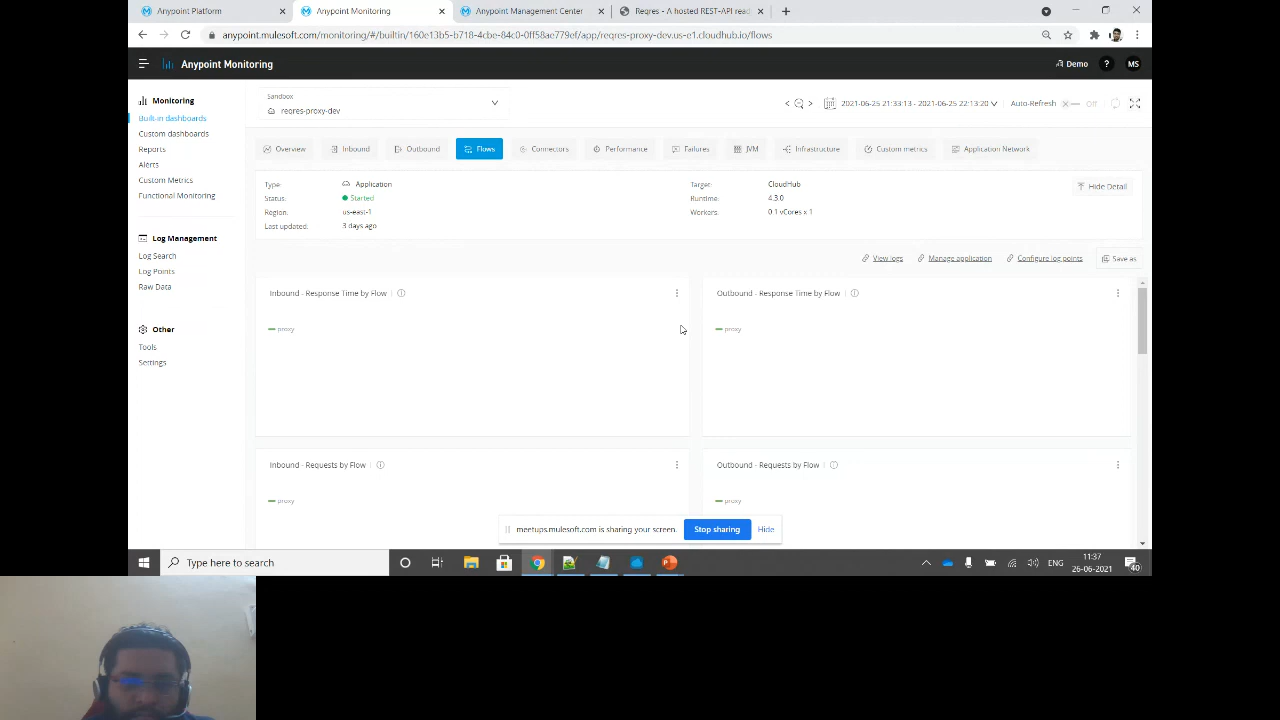 Anypoint Platform
Anypoint Monitoring
Anypoint Management Center
Reqres - A hosted REST-API read
anypoint.mulesoft.com/monitoring/#/builtin/160e13b5-b718-4cbe-84c0-0ff58ae779ef/app/reqres-proxy-dev.us-e1.cloudhub.io/flows
Anypoint Monitoring
Demo
?
MS
Monitoring
Built-in dashboards
Custom dashboards
Reports
Alerts
Custom Metrics
Functional Monitoring
Log Management
Log Search
Log Points
Raw Data
Other
Tools
Settings
Sandbox
reqres-proxy-dev
2021-06-25 21:33:13 - 2021-06-25 22:13:20
Auto-Refresh
Off
Overview
Inbound
Outbound
Flows
Connectors
Performance
Failures
JVM
Infrastructure
Custom metrics
Application Network
Type: Application
Status: Started
Region: us-east-1
Last updated: 3 days ago
Target: CloudHub
Runtime: 4.3.0
Workers: 0.1 vCores x 1
Hide Detail
View logs
Manage application
Configure log points
Save as
Inbound - Response Time by Flow
proxy
Outbound - Response Time by Flow
proxy
Inbound - Requests by Flow
proxy
Outbound - Requests by Flow
proxy
meetups.mulesoft.com is sharing your screen.
Stop sharing
Hide
Type here to search
ENG
11:37
26-06-2021
40